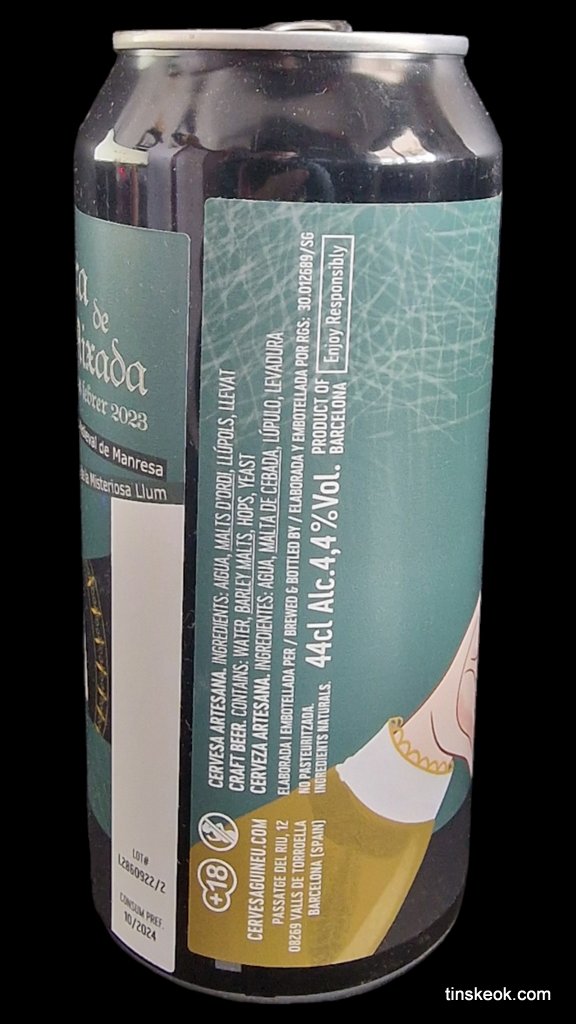 de
ixada
febrer 2023
de Manresa
de la Misteriosa Llum
LOT#
L2860922/2
CONSUM PREF.
10/2024
CERVESA ARTESANA. INGREDIENTS: AIGUA, MALTS D'ORDI, LLÚPOLS, LLEVAT
CRAFT BEER. CONTAINS: WATER, BARLEY MALTS, HOPS, YEAST
CERVEZA ARTESANA. INGREDIENTES: AGUA, MALTA DE CEBADA, LÚPULO, LEVADURA
ELABORADA I EMBOTELLADA PER / BREWED & BOTTLED BY / ELABORADA Y EMBOTELLADA POR RGS: 30.012689/SG
NO PASTEURITZADA.
INGREDIENTS NATURALS.
44cl Alc.4,4%Vol.
PRODUCT OF
BARCELONA
Enjoy Responsibly
+18
CERVESAGUINEU.COM
PASSATGE DEL RIU, 12
08269 VALLS DE TORROELLA
BARCELONA (SPAIN)
tinskeok.com